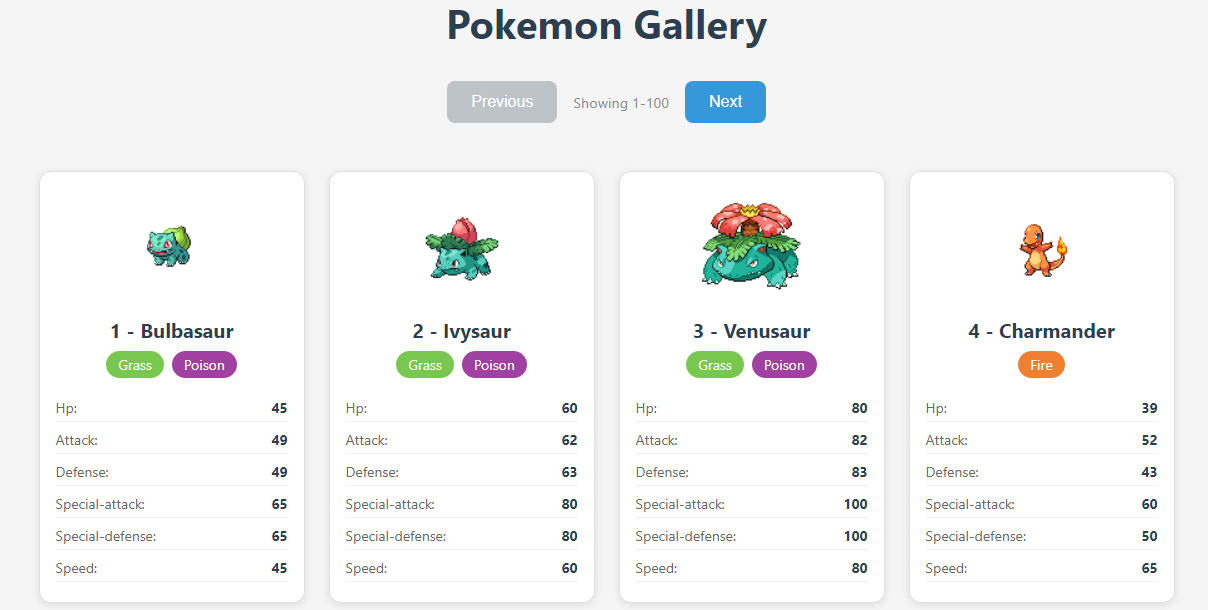 Pokemon Gallery
Previous Showing 1-100 Next
1 - Bulbasaur
Grass Poison
Hp: 45
Attack: 49
Defense: 49
Special-attack: 65
Special-defense: 65
Speed: 45
2 - Ivysaur
Grass Poison
Hp: 60
Attack: 62
Defense: 63
Special-attack: 80
Special-defense: 80
Speed: 60
3 - Venusaur
Grass Poison
Hp: 80
Attack: 82
Defense: 83
Special-attack: 100
Special-defense: 100
Speed: 80
4 - Charmander
Fire
Hp: 39
Attack: 52
Defense: 43
Special-attack: 60
Special-defense: 50
Speed: 65